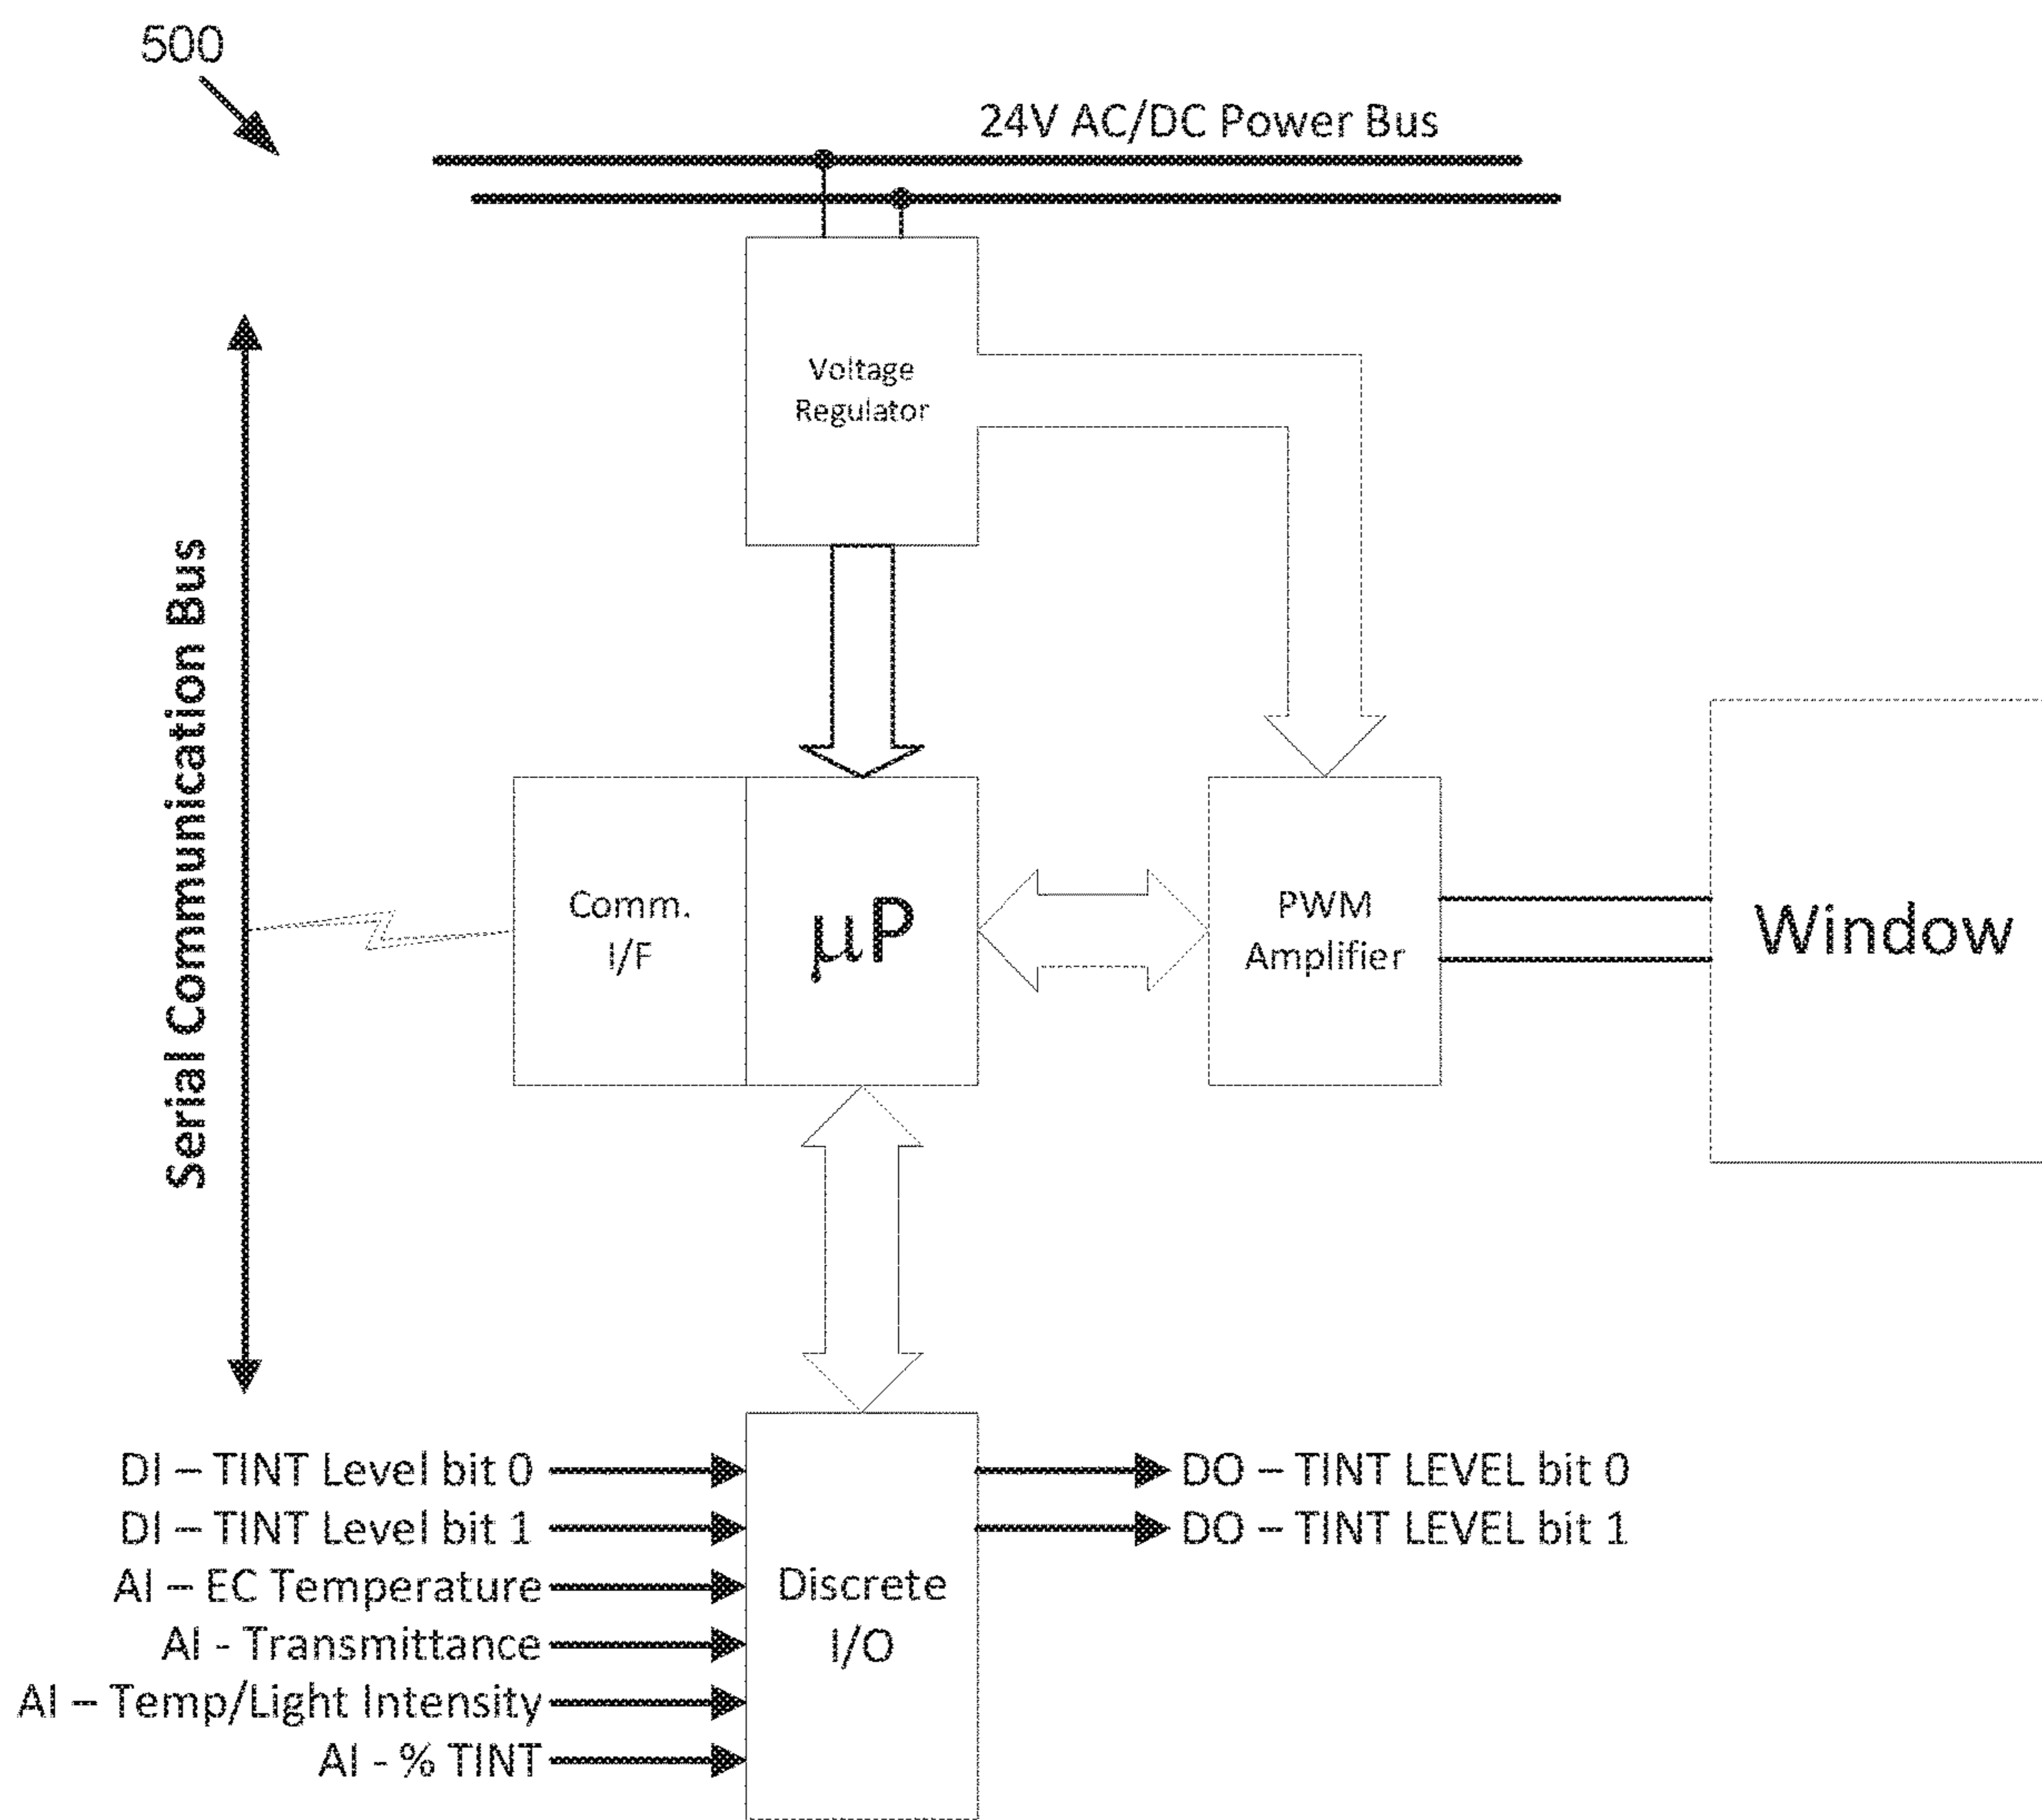 500
24V AC/DC Power Bus
Voltage
Regulator
Serial Communication Bus
Comm.
I/F
µP
PWM
Amplifier
Window
DI – TINT Level bit 0
DI – TINT Level bit 1
AI – EC Temperature
AI - Transmittance
AI – Temp/Light Intensity
AI - % TINT
Discrete
I/O
DO – TINT LEVEL bit 0
DO – TINT LEVEL bit 1